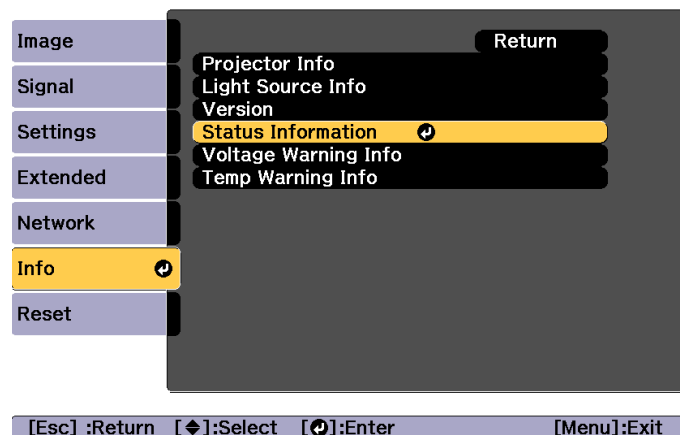 Image
Signal
Settings
Extended
Network
Info
Reset
Return
Projector Info
Light Source Info
Version
Status Information
Voltage Warning Info
Temp Warning Info
[Esc] :Return [◆]:Select [↵]:Enter [Menu]:Exit